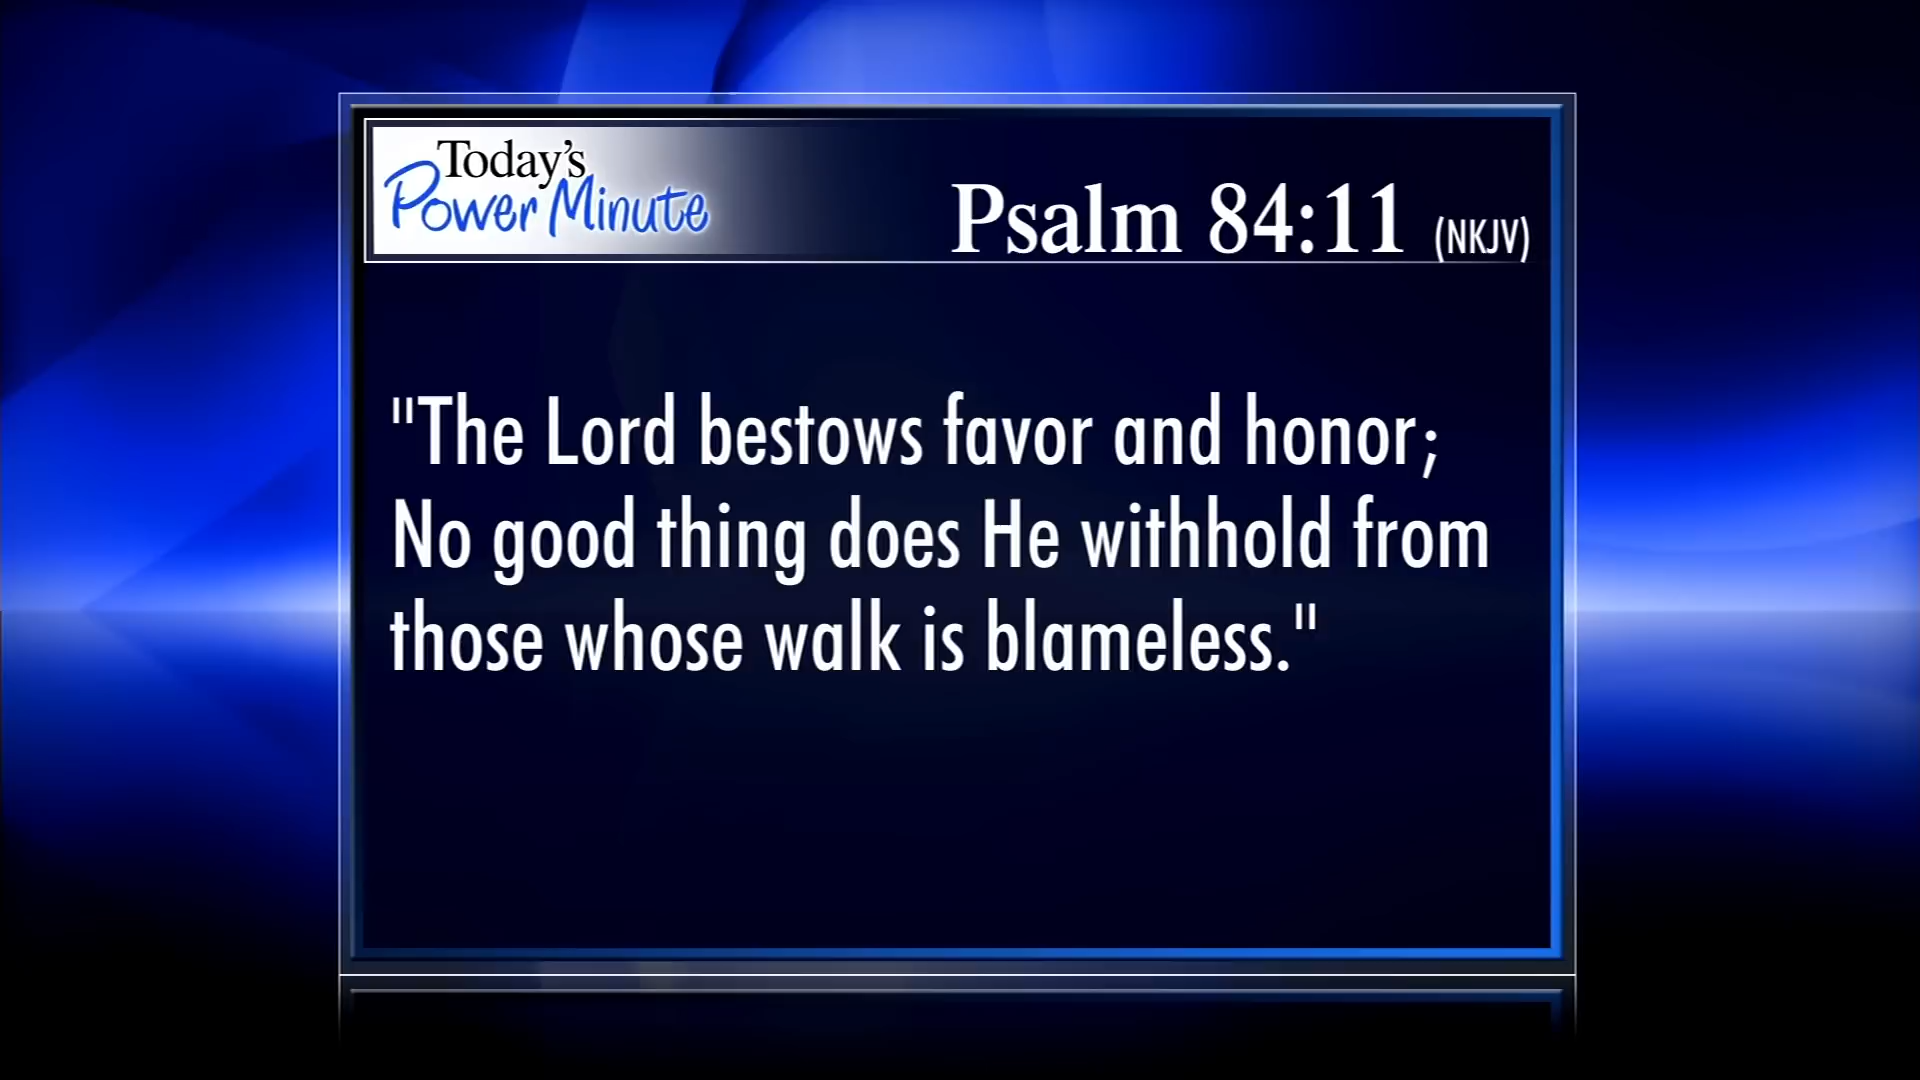 Today's
Power Minute
Psalm 84:11 (NKJV)
"The Lord bestows favor and honor;
No good thing does He withhold from
those whose walk is blameless."